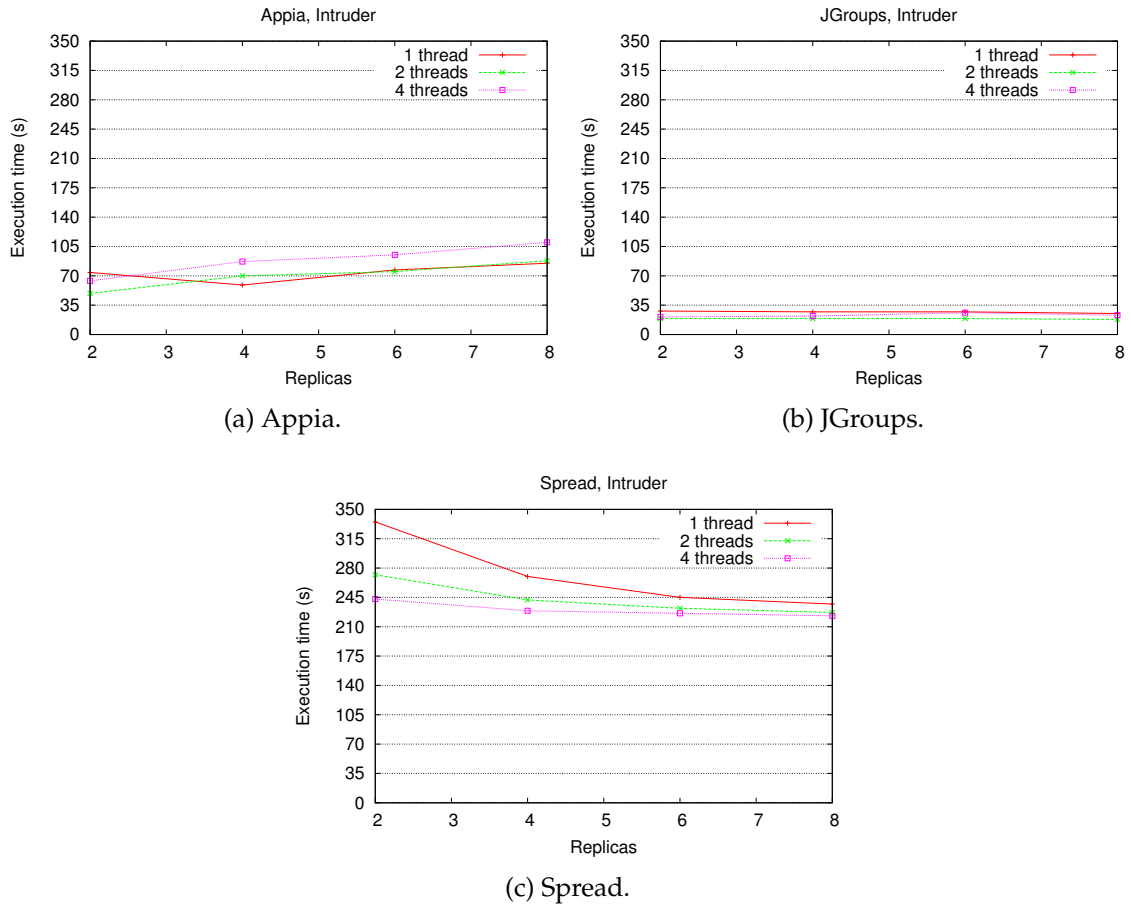 Appia, Intruder
350
315
280
245
210
175
140
105
70
35
0
Execution time (s)
1 thread
2 threads
4 threads
2 3 4 5 6 7 8
Replicas
(a) Appia.
JGroups, Intruder
350
315
280
245
210
175
140
105
70
35
0
Execution time (s)
1 thread
2 threads
4 threads
2 3 4 5 6 7 8
Replicas
(b) JGroups.
Spread, Intruder
350
315
280
245
210
175
140
105
70
35
0
Execution time (s)
1 thread
2 threads
4 threads
2 3 4 5 6 7 8
Replicas
(c) Spread.